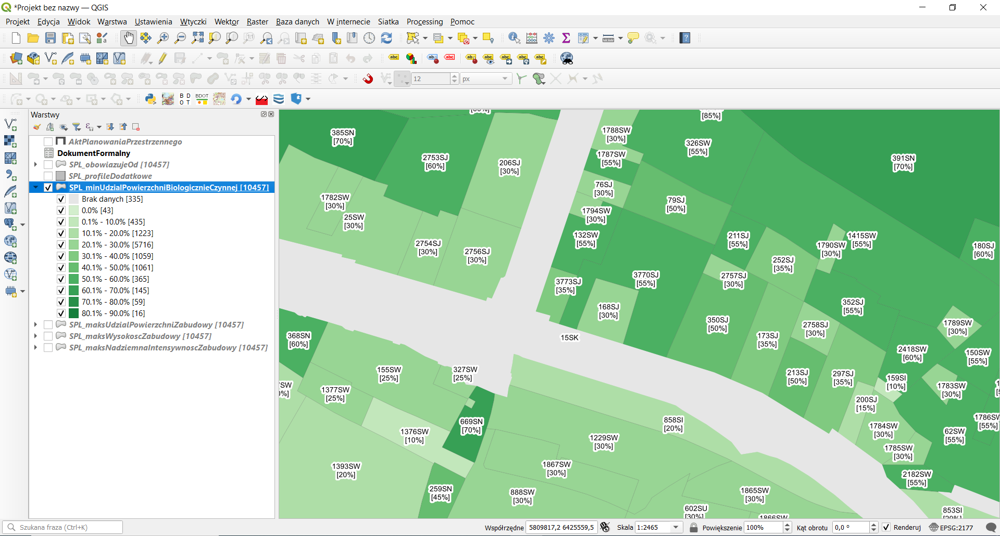 *Projekt bez nazwy — QGIS
Projekt Edycja Widok Warstwa Ustawienia Wtyczki Wektor Raster Baza danych W internecie Siatka Processing Pomoc
12 px
B D
O T
BDOT
Warstwy
AktPlanowaniaPrzestrzennego
DokumentFormalny
SPL_obowiazujeOd [10457]
SPL_profileDodatkowe
SPL_minUdzialPowierzchniBiologicznieCzynnej [10457]
Brak danych [335]
0.0% [43]
0.1% - 10.0% [435]
10.1% - 20.0% [1223]
20.1% - 30.0% [5716]
30.1% - 40.0% [1059]
40.1% - 50.0% [1061]
50.1% - 60.0% [365]
60.1% - 70.0% [145]
70.1% - 80.0% [59]
80.1% - 90.0% [16]
SPL_maksUdzialPowierzchniZabudowy [10457]
SPL_maksWysokoscZabudowy [10457]
SPL_maksNadziemnaIntensywnoscZabudowy [10457]
[85%]
385SN
[70%]
2753SJ
[60%]
206SJ
[30%]
1788SW
[30%]
326SW
[55%]
1787SW
[55%]
391SN
[70%]
76SJ
[30%]
1782SW
[30%]
25SW
[30%]
79SJ
[50%]
1794SW
[30%]
132SW
[55%]
2754SJ
[30%]
2756SJ
[30%]
211SJ
[55%]
1790SW
[30%]
1415SW
[55%]
180SJ
[60%]
252SJ
[35%]
3773SJ
[35%]
3770SJ
[55%]
2757SJ
[30%]
168SJ
[30%]
352SJ
[55%]
350SJ
[50%]
2758SJ
[30%]
1789SW
[30%]
368SN
[60%]
15SK
173SJ
[35%]
2418SW
[60%]
150SW
[55%]
155SW
[25%]
327SW
[25%]
213SJ
[50%]
297SJ
[35%]
159SI
[10%]
1783SW
[30%]
1377SW
[25%]
200SJ
[15%]
669SN
[70%]
858SI
[20%]
1786SW
[55%]
1376SW
[10%]
1229SW
[30%]
1784SW
[30%]
62SW
[55%]
1785SW
[30%]
1393SW
[20%]
1867SW
[30%]
2182SW
[55%]
259SN
[45%]
888SW
[30%]
1865SW
[30%]
602SU
[30%]
1866SW
853SI
[20%]
Szukana fraza (Ctrl+K)
Współrzędne 5809817,2 6425559,5 Skala 1:2465 Powiększenie 100% Kąt obrotu 0,0 ° Renderuj EPSG:2177